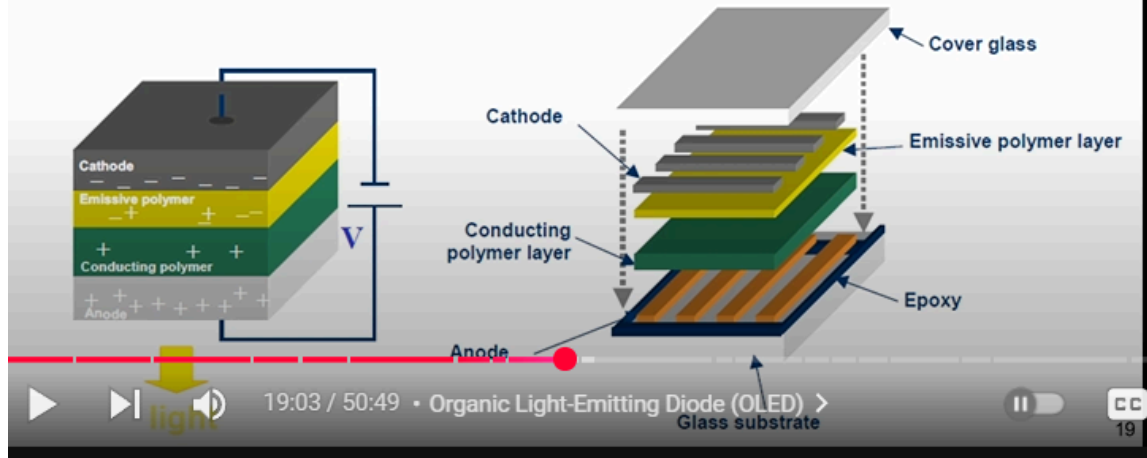 Cathode
Emissive polymer
Conducting polymer
Anode
V
light
Cover glass
Cathode
Emissive polymer layer
Conducting
polymer layer
Epoxy
Anode
Glass substrate
19:03 / 50:49 • Organic Light-Emitting Diode (OLED)
CC
19